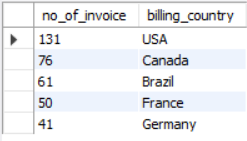 no_of_invoice billing_country
131 USA
76 Canada
61 Brazil
50 France
41 Germany